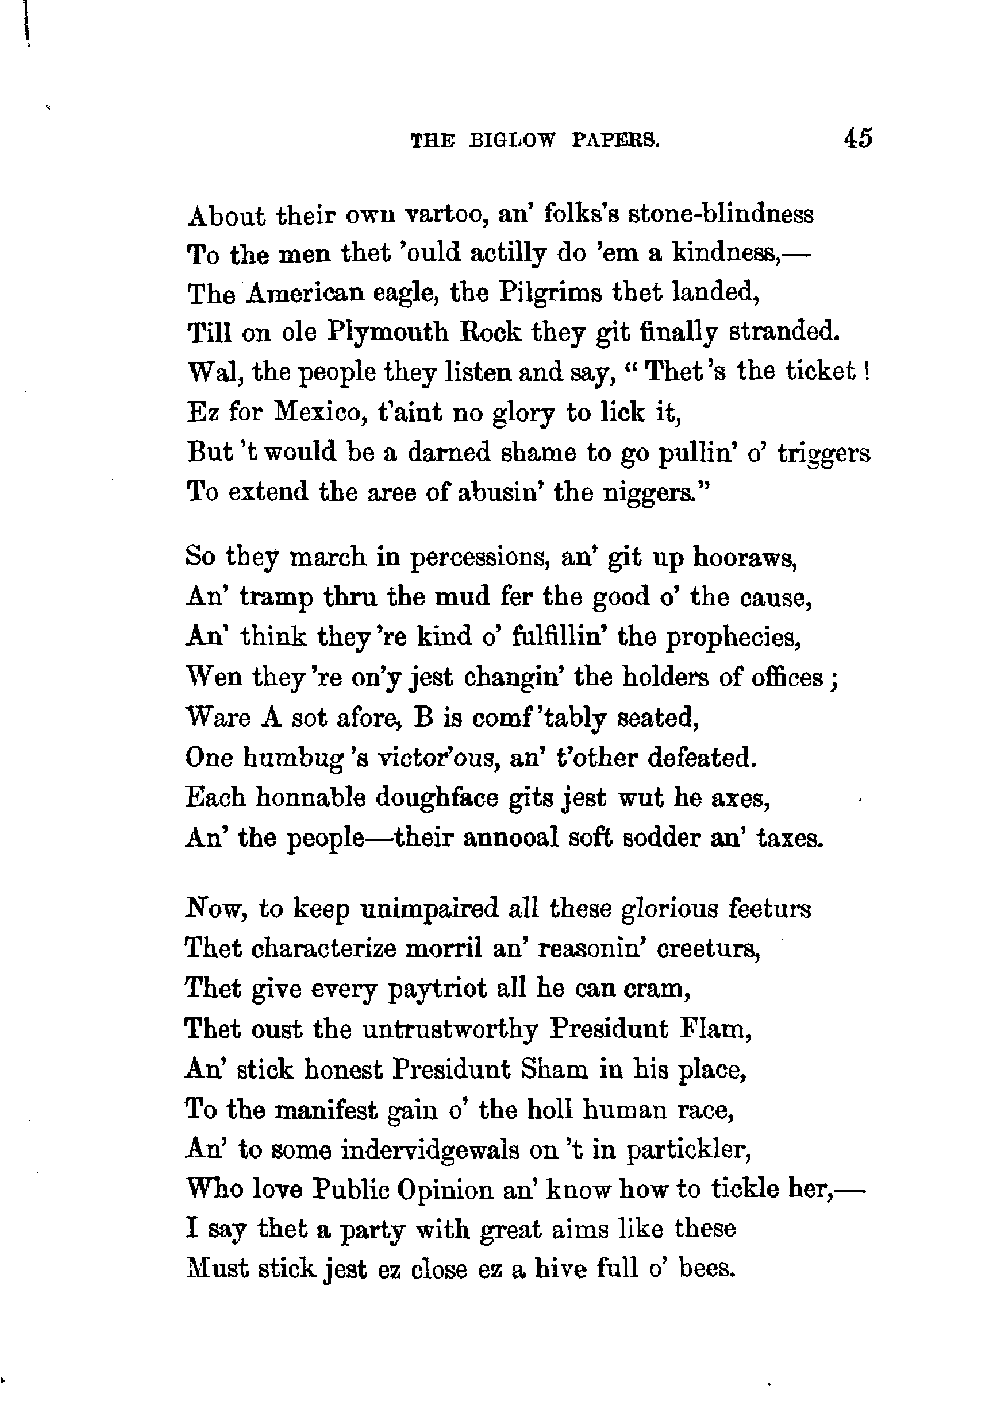 THE BIGLOW PAPERS. 45
About their own vartoo, an’ folks’s stone-blindness
To the men thet ’ould actilly do ’em a kindness,—
The American eagle, the Pilgrims thet landed,
Till on ole Plymouth Rock they git finally stranded.
Wal, the people they listen and say, “ Thet ’s the ticket !
Ez for Mexico, t’aint no glory to lick it,
But ’t would be a darned shame to go pullin’ o’ triggers
To extend the aree of abusin’ the niggers.”
So they march in percessions, an’ git up hooraws,
An’ tramp thru the mud fer the good o’ the cause,
An’ think they ’re kind o’ fulfillin’ the prophecies,
Wen they ’re on’y jest changin’ the holders of offices ;
Ware A sot afore, B is comf ’tably seated,
One humbug ’s victor’ous, an’ t’other defeated.
Each honnable doughface gits jest wut he axes,
An’ the people—their annooal soft sodder an’ taxes.
Now, to keep unimpaired all these glorious feeturs
Thet characterize morril an’ reasonin’ creeturs,
Thet give every paytriot all he can cram,
Thet oust the untrustworthy Presidunt Flam,
An’ stick honest Presidunt Sham in his place,
To the manifest gain o’ the holl human race,
An’ to some indervidgewals on ’t in partickler,
Who love Public Opinion an’ know how to tickle her,—
I say thet a party with great aims like these
Must stick jest ez close ez a hive full o’ bees.